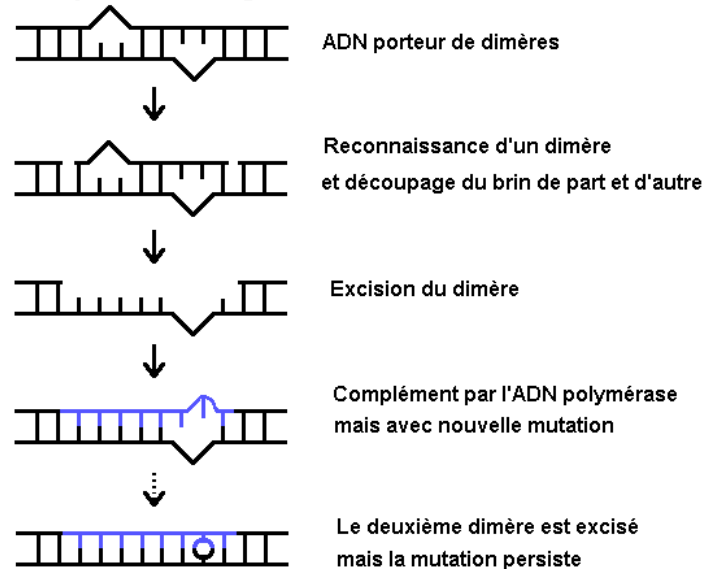 ADN porteur de dimères
Reconnaissance d'un dimère
et découpage du brin de part et d'autre
Excision du dimère
Complément par l'ADN polymérase
mais avec nouvelle mutation
Le deuxième dimère est excisé
mais la mutation persiste